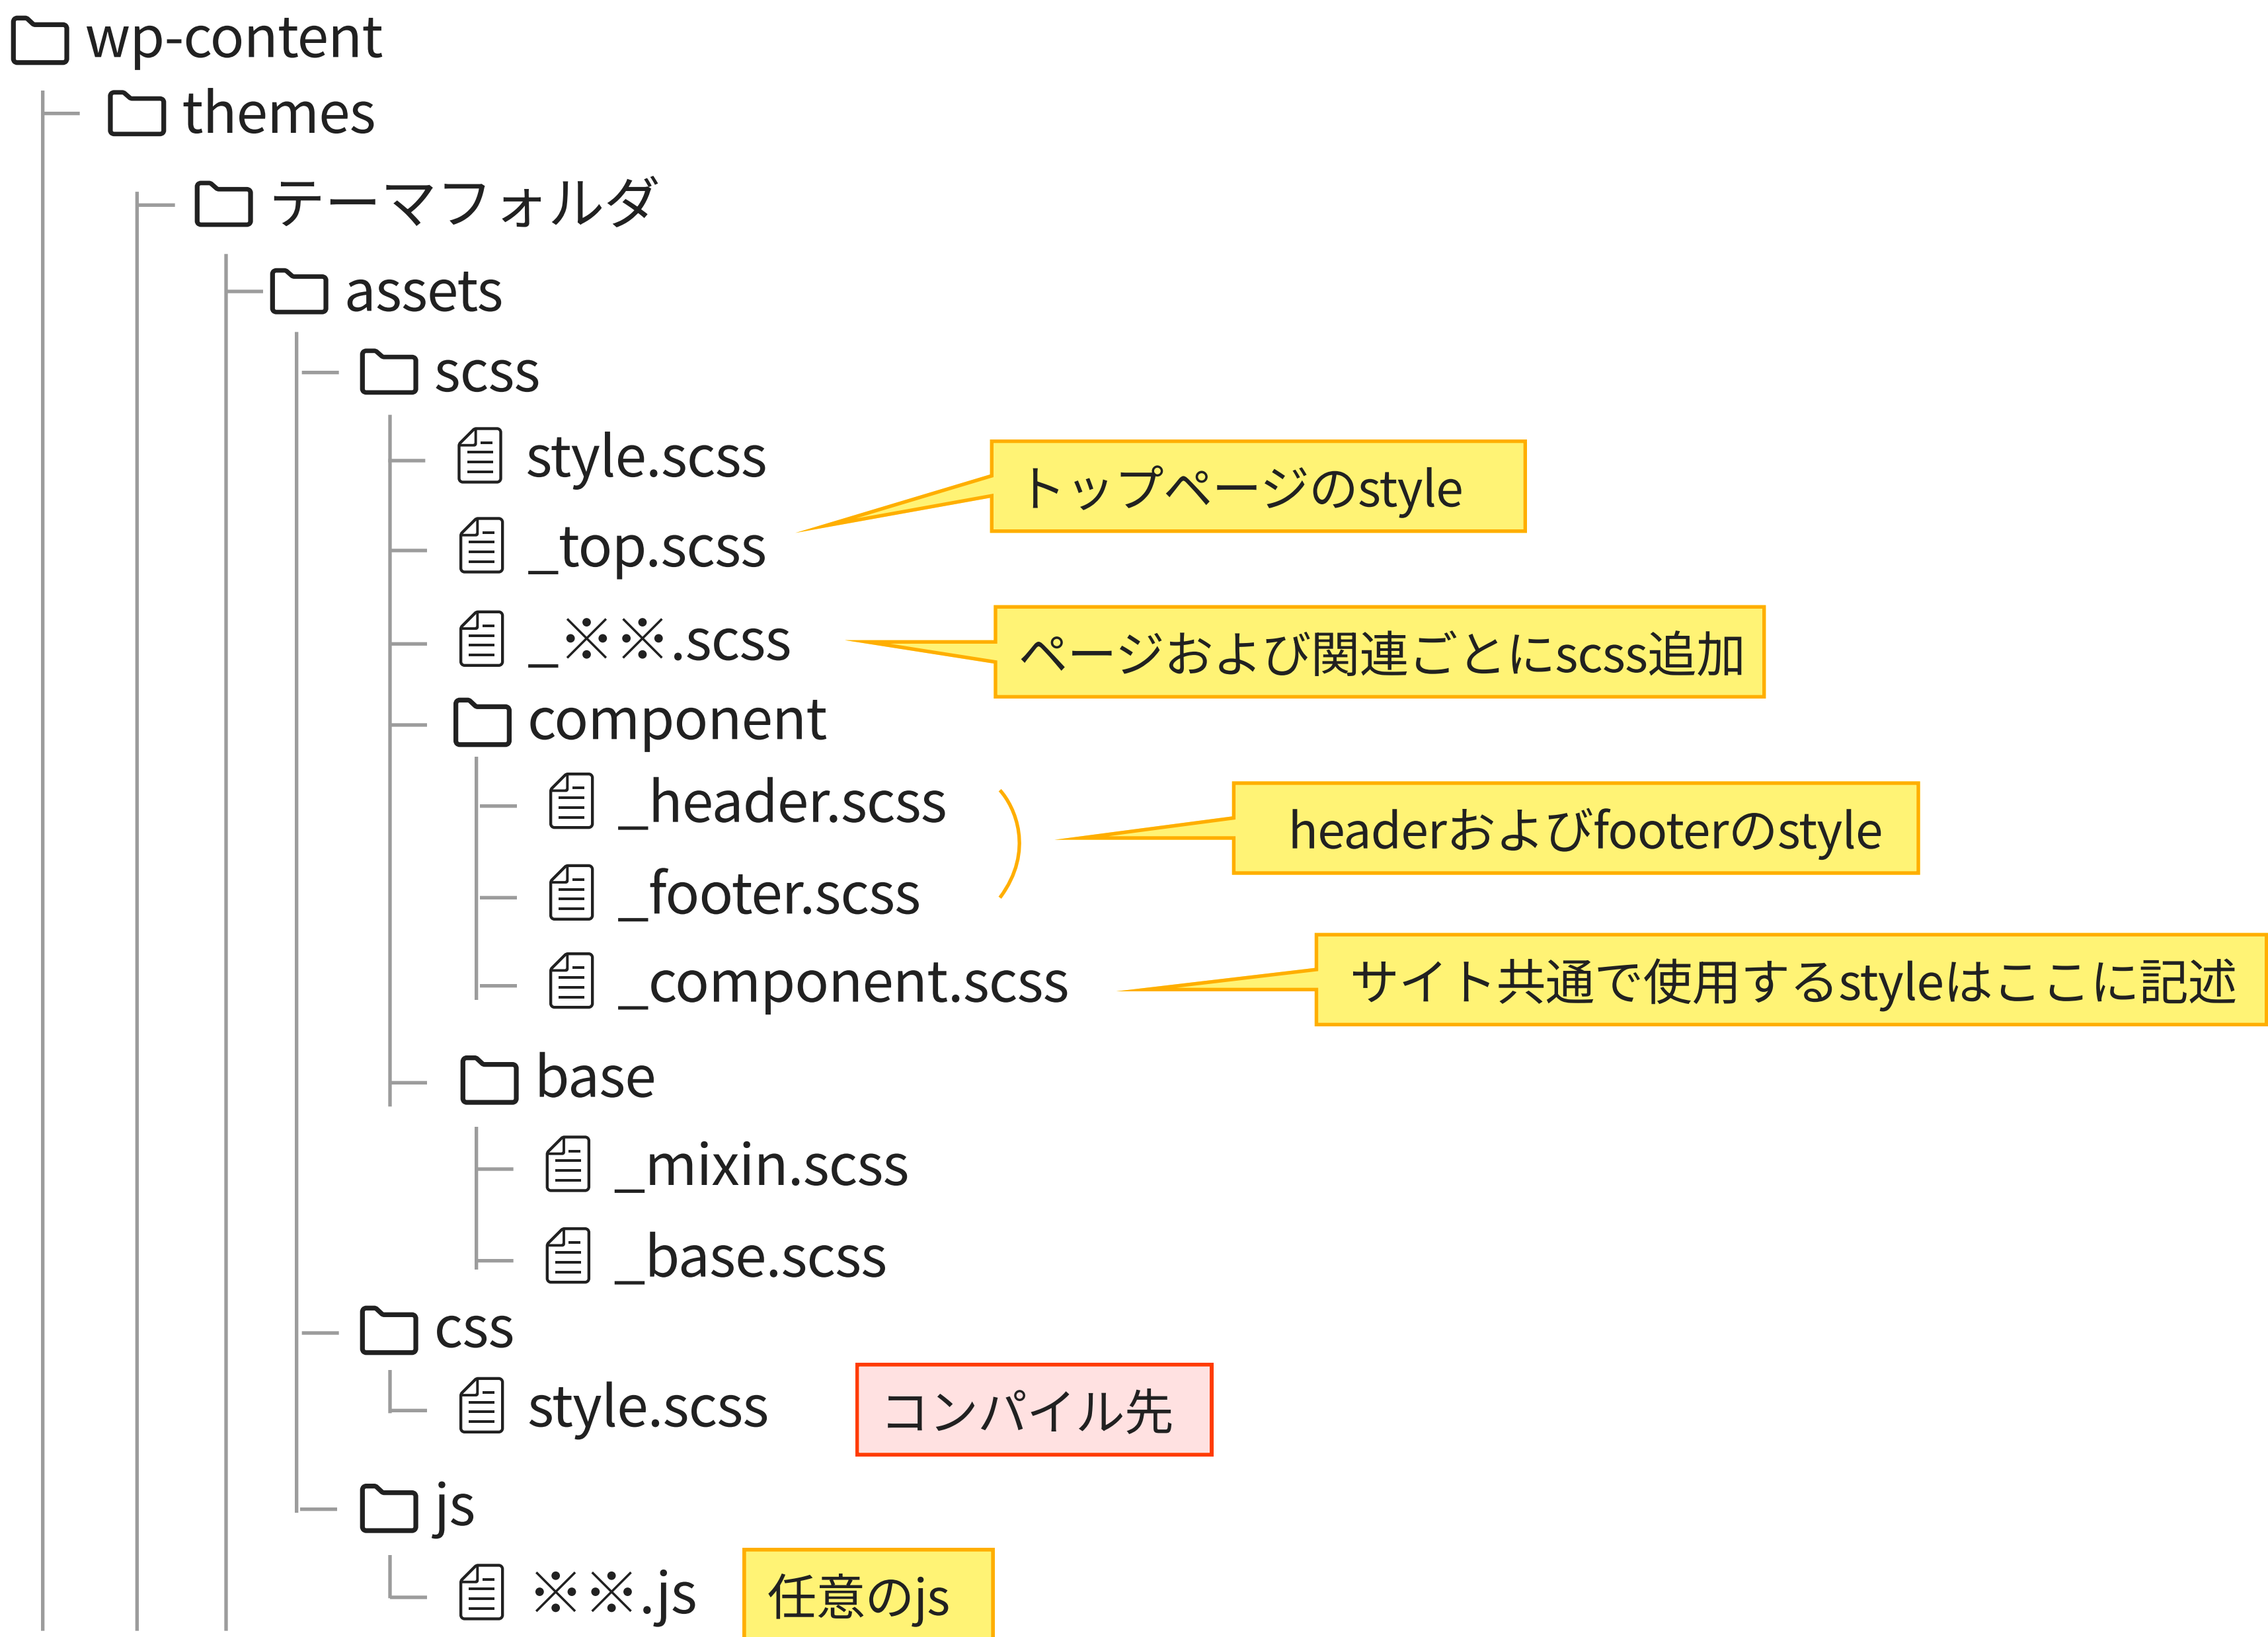 wp-content
themes
テーマフォルダ
assets
scss
style.scss
トップページのstyle
_top.scss
_※※.scss
ページおよび関連ごとにscss追加
component
_header.scss
headerおよびfooterのstyle
_footer.scss
_component.scss
サイト共通で使用するstyleはここに記述
base
_mixin.scss
_base.scss
css
style.scss
コンパイル先
js
※※.js
任意のjs